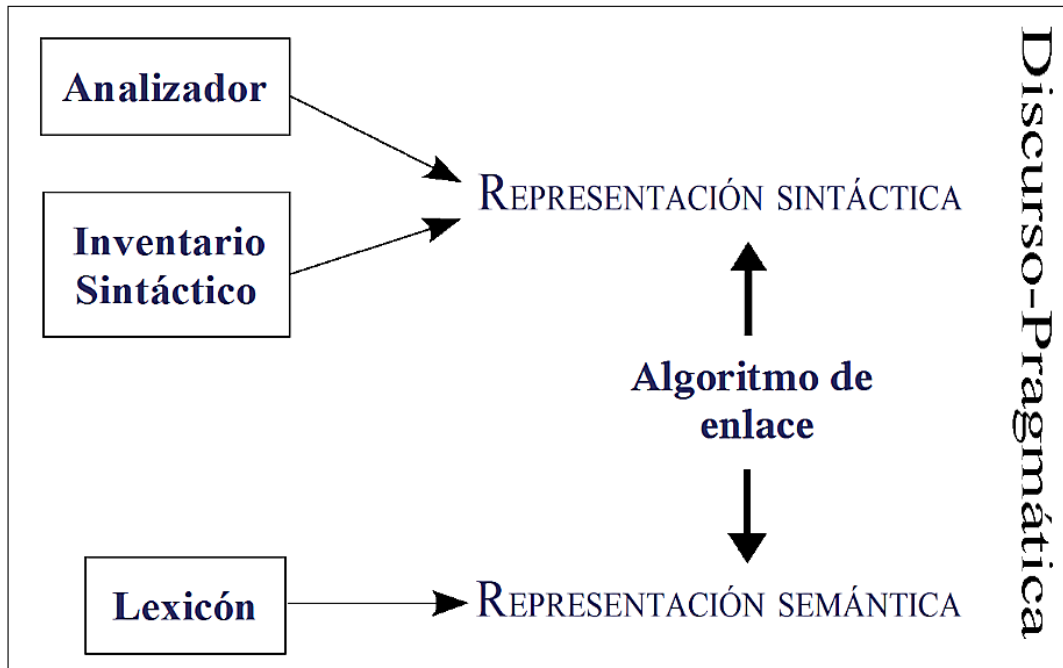 Analizador
Inventario
Sintáctico
REPRESENTACIÓN SINTÁCTICA
Algoritmo de
enlace
Lexicón
REPRESENTACIÓN SEMÁNTICA
Discurso-Pragmática